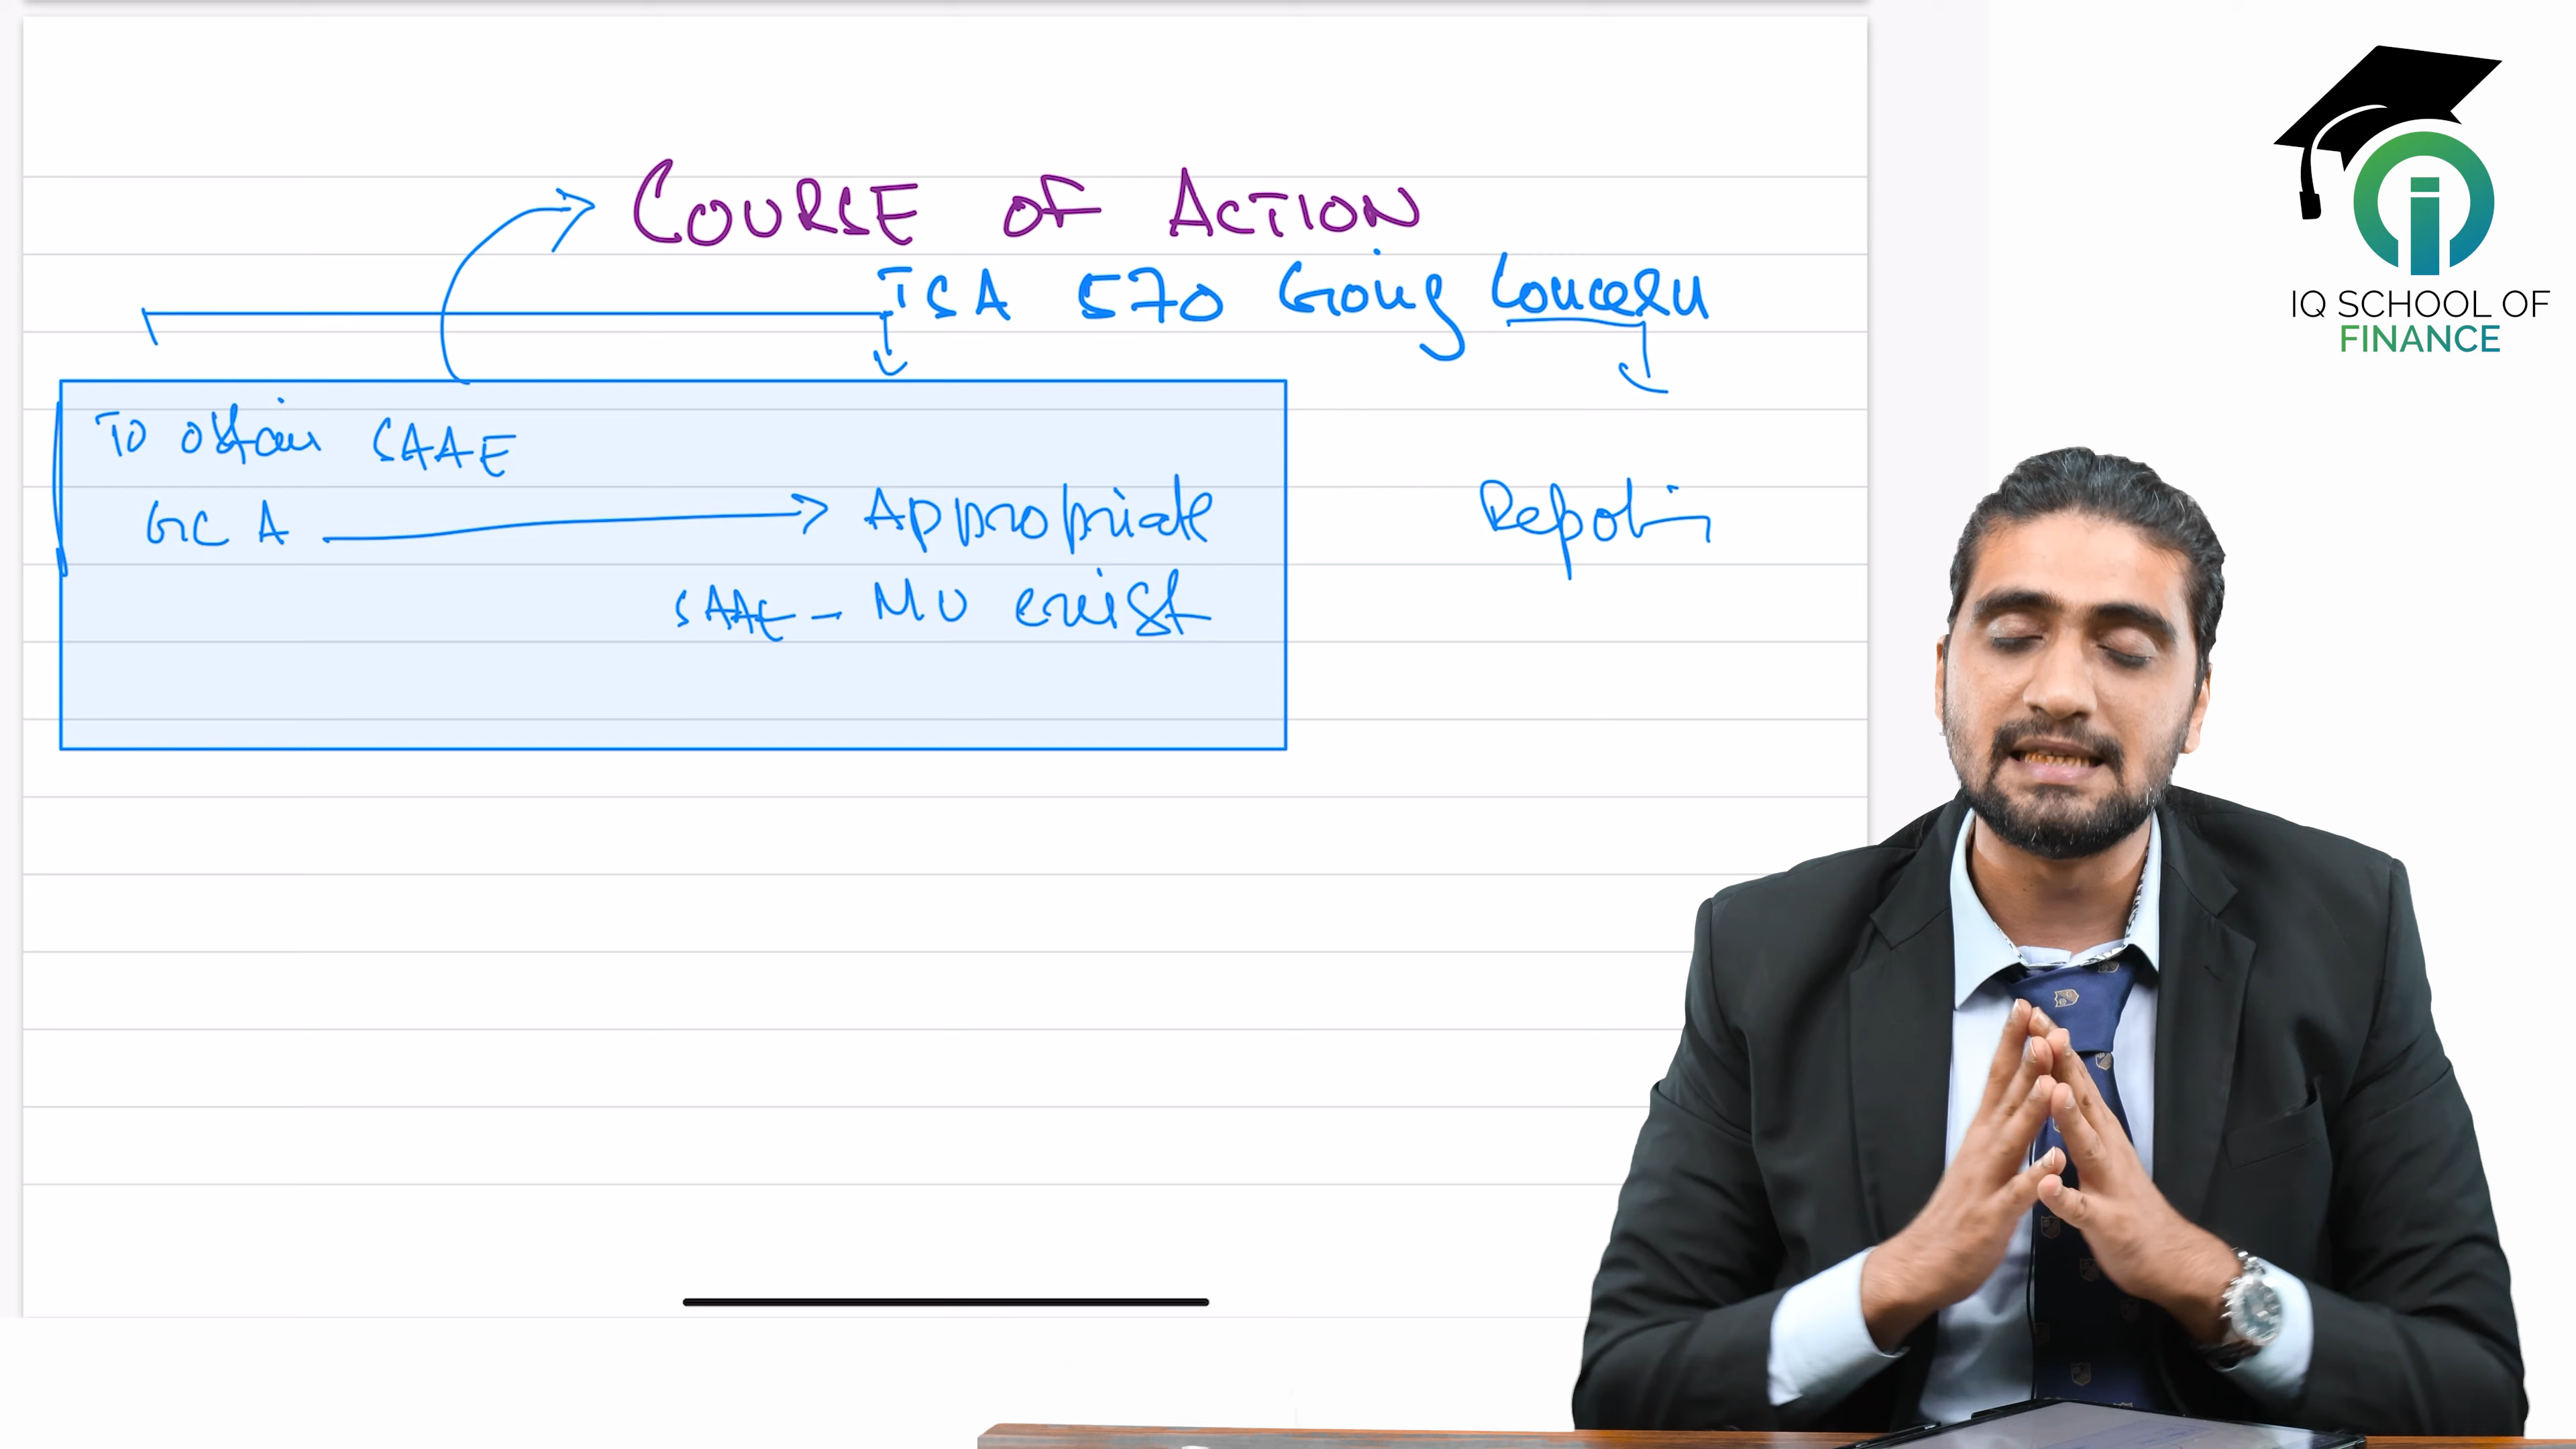 COURSE OF ACTION
ISA 570 Going Concern
To obtain SAAE
GC A → Appropriate
SAAE - MU exist
IQ SCHOOL OF
FINANCE